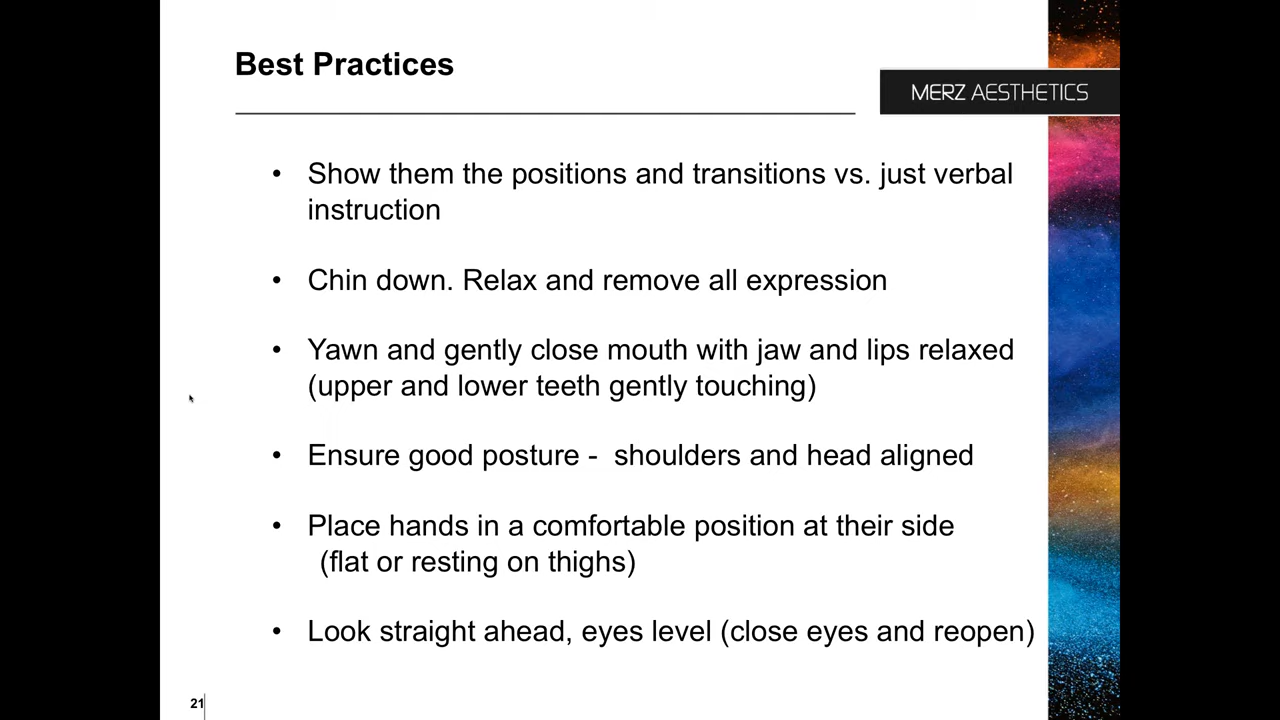 Best Practices
MERZ AESTHETICS
• Show them the positions and transitions vs. just verbal
instruction
• Chin down. Relax and remove all expression
• Yawn and gently close mouth with jaw and lips relaxed
(upper and lower teeth gently touching)
• Ensure good posture -  shoulders and head aligned
• Place hands in a comfortable position at their side
(flat or resting on thighs)
• Look straight ahead, eyes level (close eyes and reopen)
21